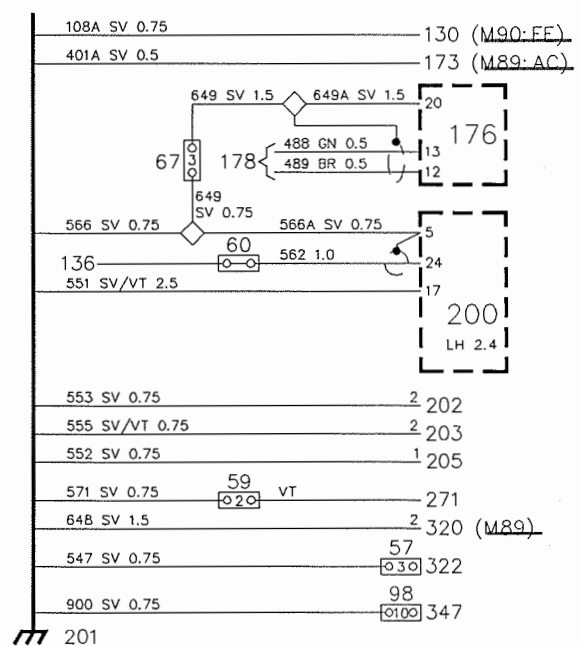 108A SV 0.75 130 (M90:FE)
401A SV 0.5 173 (M89:AC)
649 SV 1.5 649A SV 1.5 20
176
67 3 178 488 GN 0.5 13
489 BR 0.5 12
649
SV 0.75
566 SV 0.75 566A SV 0.75 5
60
136 562 1.0 24
551 SV/VT 2.5 17
200
LH 2.4
553 SV 0.75 2 202
555 SV/VT 0.75 2 203
552 SV 0.75 1 205
59
571 SV 0.75 2 VT 271
64B SV 1.5 2 320 (M89)
57
547 SV 0.75 3 322
98
900 SV 0.75 10 347
201